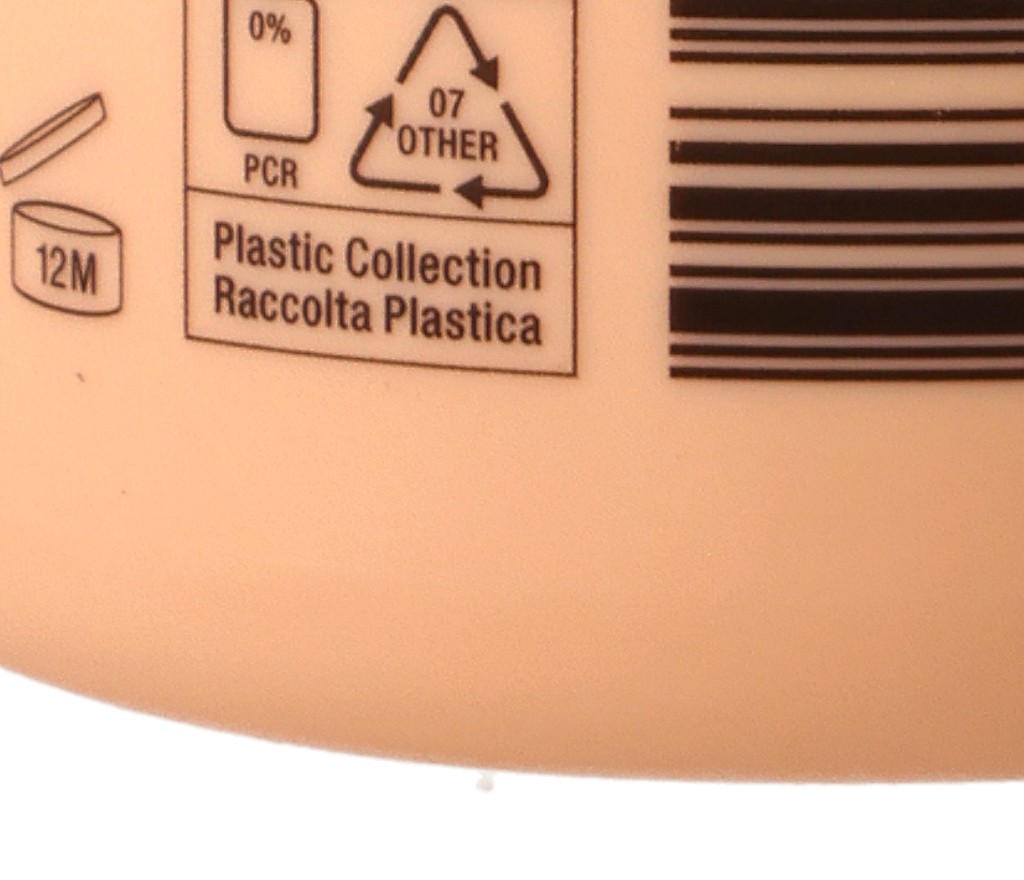 0%
PCR
07
OTHER
12M
Plastic Collection
Raccolta Plastica